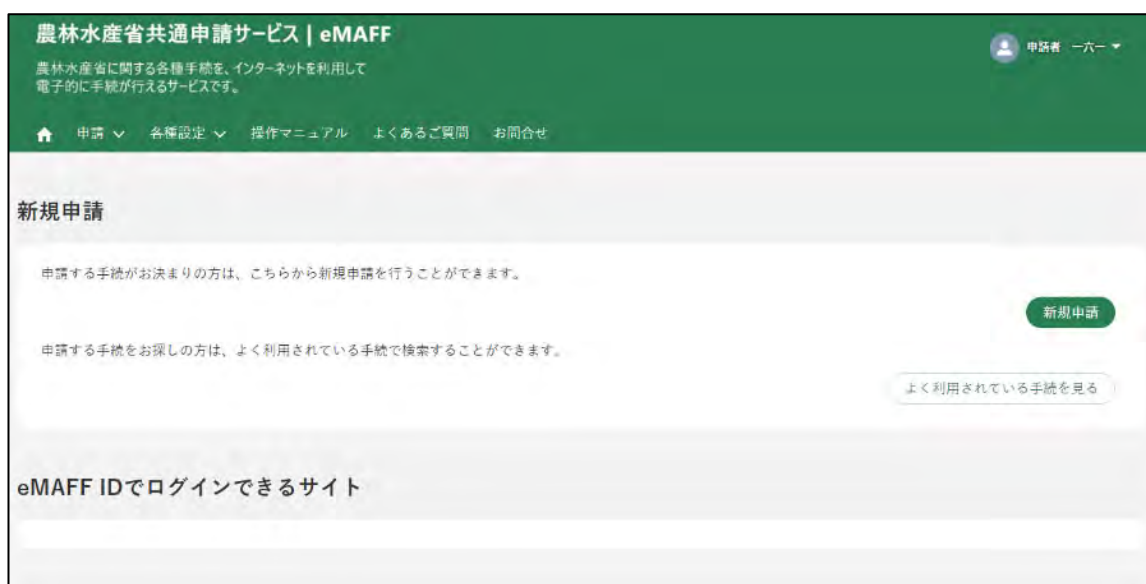 農林水産省共通申請サービス | eMAFF
農林水産省に関する各種手続を、インターネットを利用して
電子的に手続が行えるサービスです。
申請者 一六一
申請
各種設定
操作マニュアル
よくあるご質問
お問合せ
新規申請
申請する手続がお決まりの方は、こちらから新規申請を行うことができます。
新規申請
申請する手続をお探しの方は、よく利用されている手続で検索することができます。
よく利用されている手続を見る
eMAFF IDでログインできるサイト